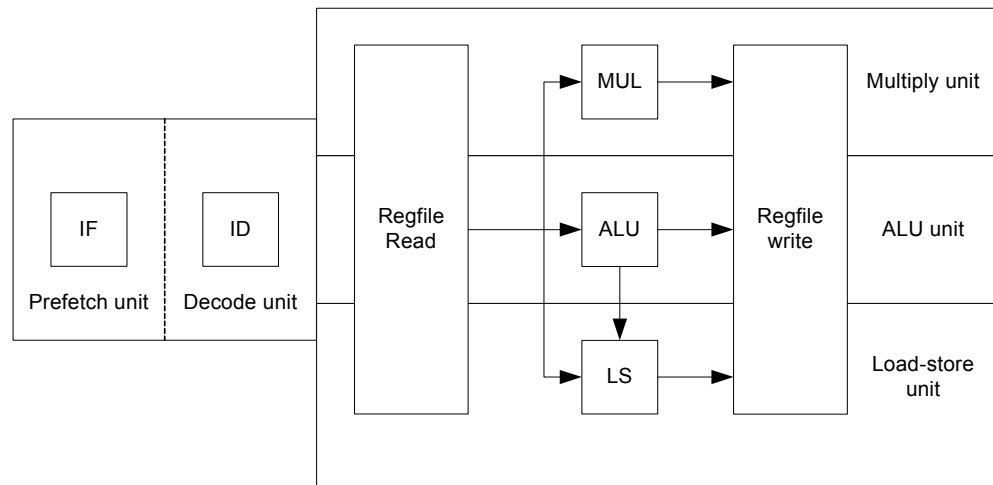 IF
Prefetch unit
ID
Decode unit
Regfile
Read
MUL
ALU
LS
Regfile
write
Multiply unit
ALU unit
Load-store
unit